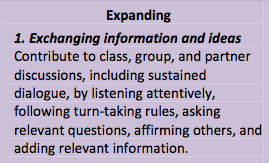 Expanding
1. Exchanging information and ideas
Contribute to class, group, and partner
discussions, including sustained
dialogue, by listening attentively,
following turn-taking rules, asking
relevant questions, affirming others, and
adding relevant information.